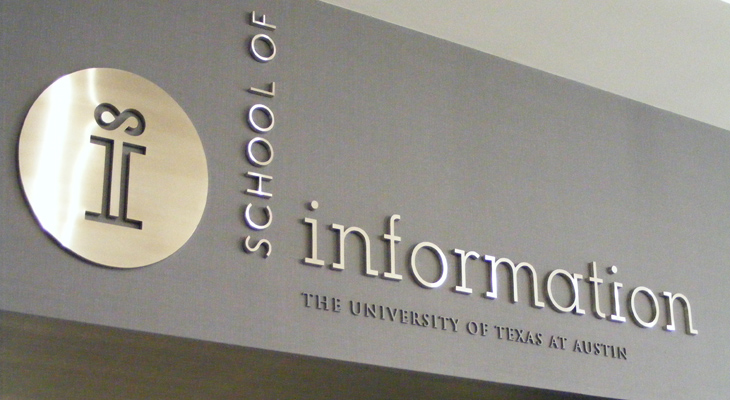 SCHOOL OF
information
THE UNIVERSITY OF TEXAS AT AUSTIN